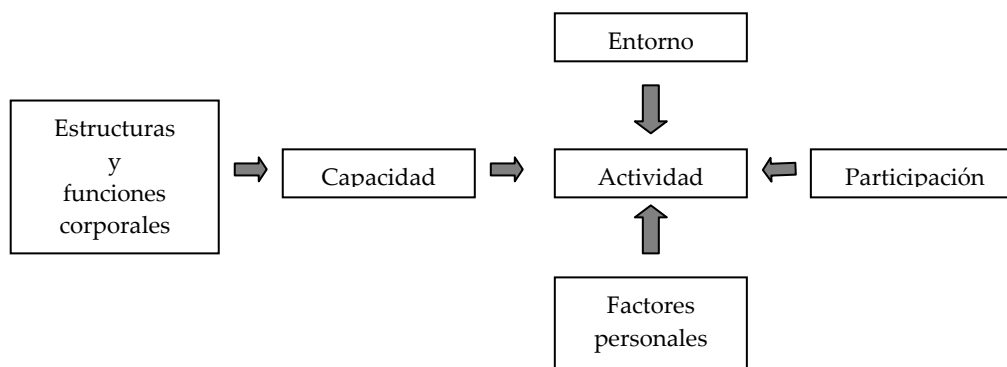 Entorno
Estructuras
y
funciones
corporales
Capacidad
Actividad
Participación
Factores
personales